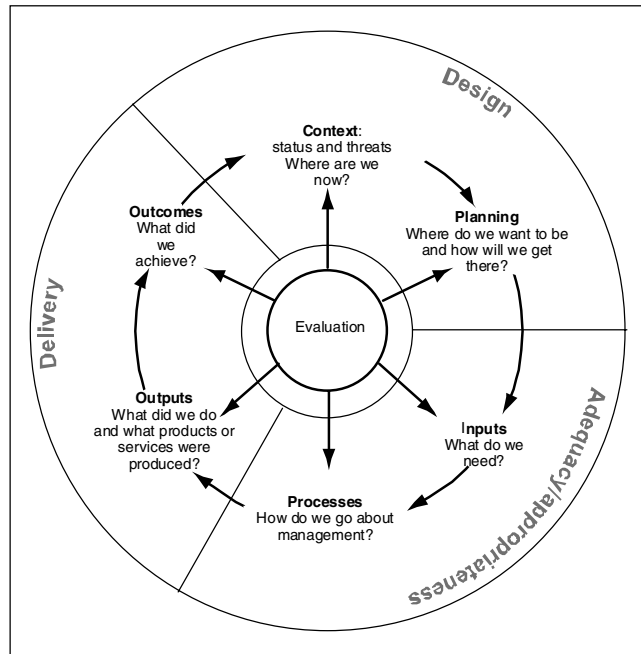 Design
Context:
status and threats
Where are we
now?
Planning
Where do we want to be
and how will we get
there?
Outcomes
What did
we
achieve?
Evaluation
Delivery
Outputs
What did we do
and what products or
services were
produced?
Inputs
What do we
need?
Processes
How do we go about
management?
Adequacy/appropriateness